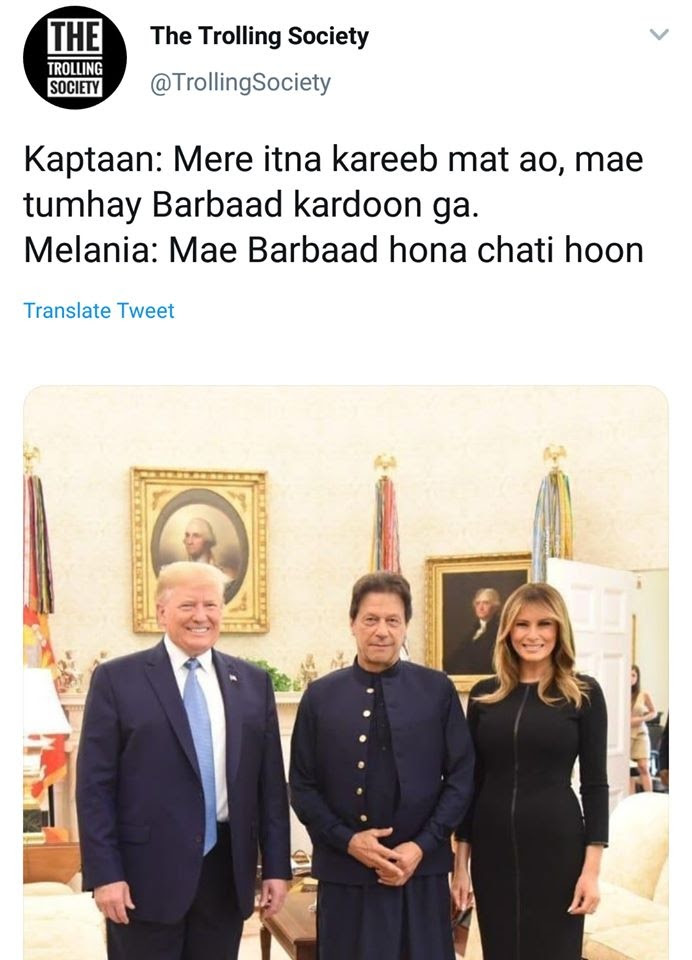 THE
TROLLING
SOCIETY
The Trolling Society
@TrollingSociety
Kaptaan: Mere itna kareeb mat ao, mae
tumhay Barbaad kardoon ga.
Melania: Mae Barbaad hona chati hoon
Translate Tweet